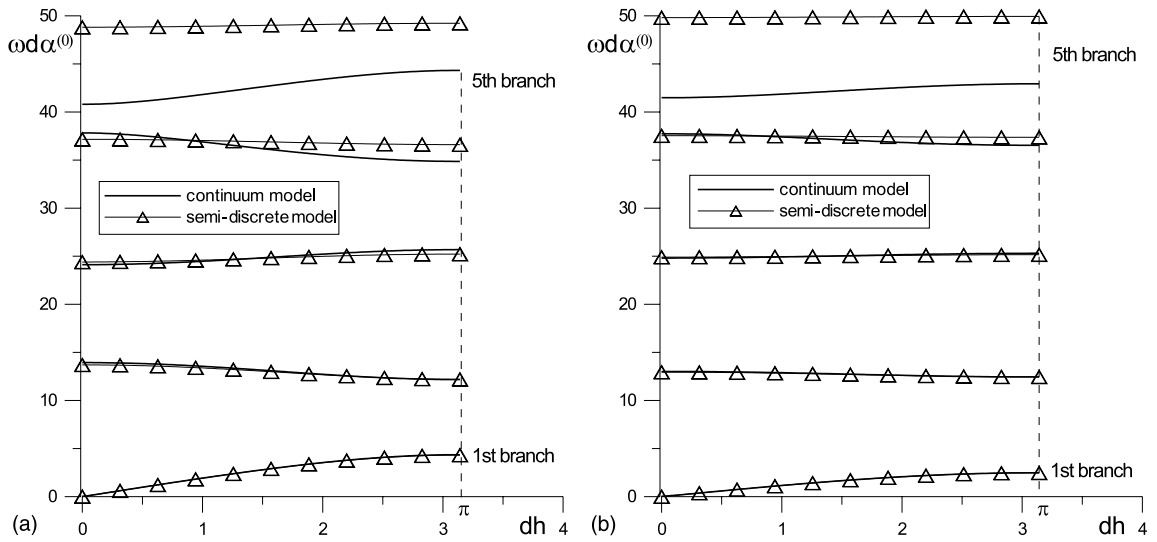 50
ωdα⁽⁰⁾
5th branch
40
30
continuum model
semi-discrete model
20
10
1st branch
0
(a)
0
1
2
3
π
dh
4
50
ωdα⁽⁰⁾
5th branch
40
30
continuum model
semi-discrete model
20
10
1st branch
0
(b)
0
1
2
3
π
dh
4